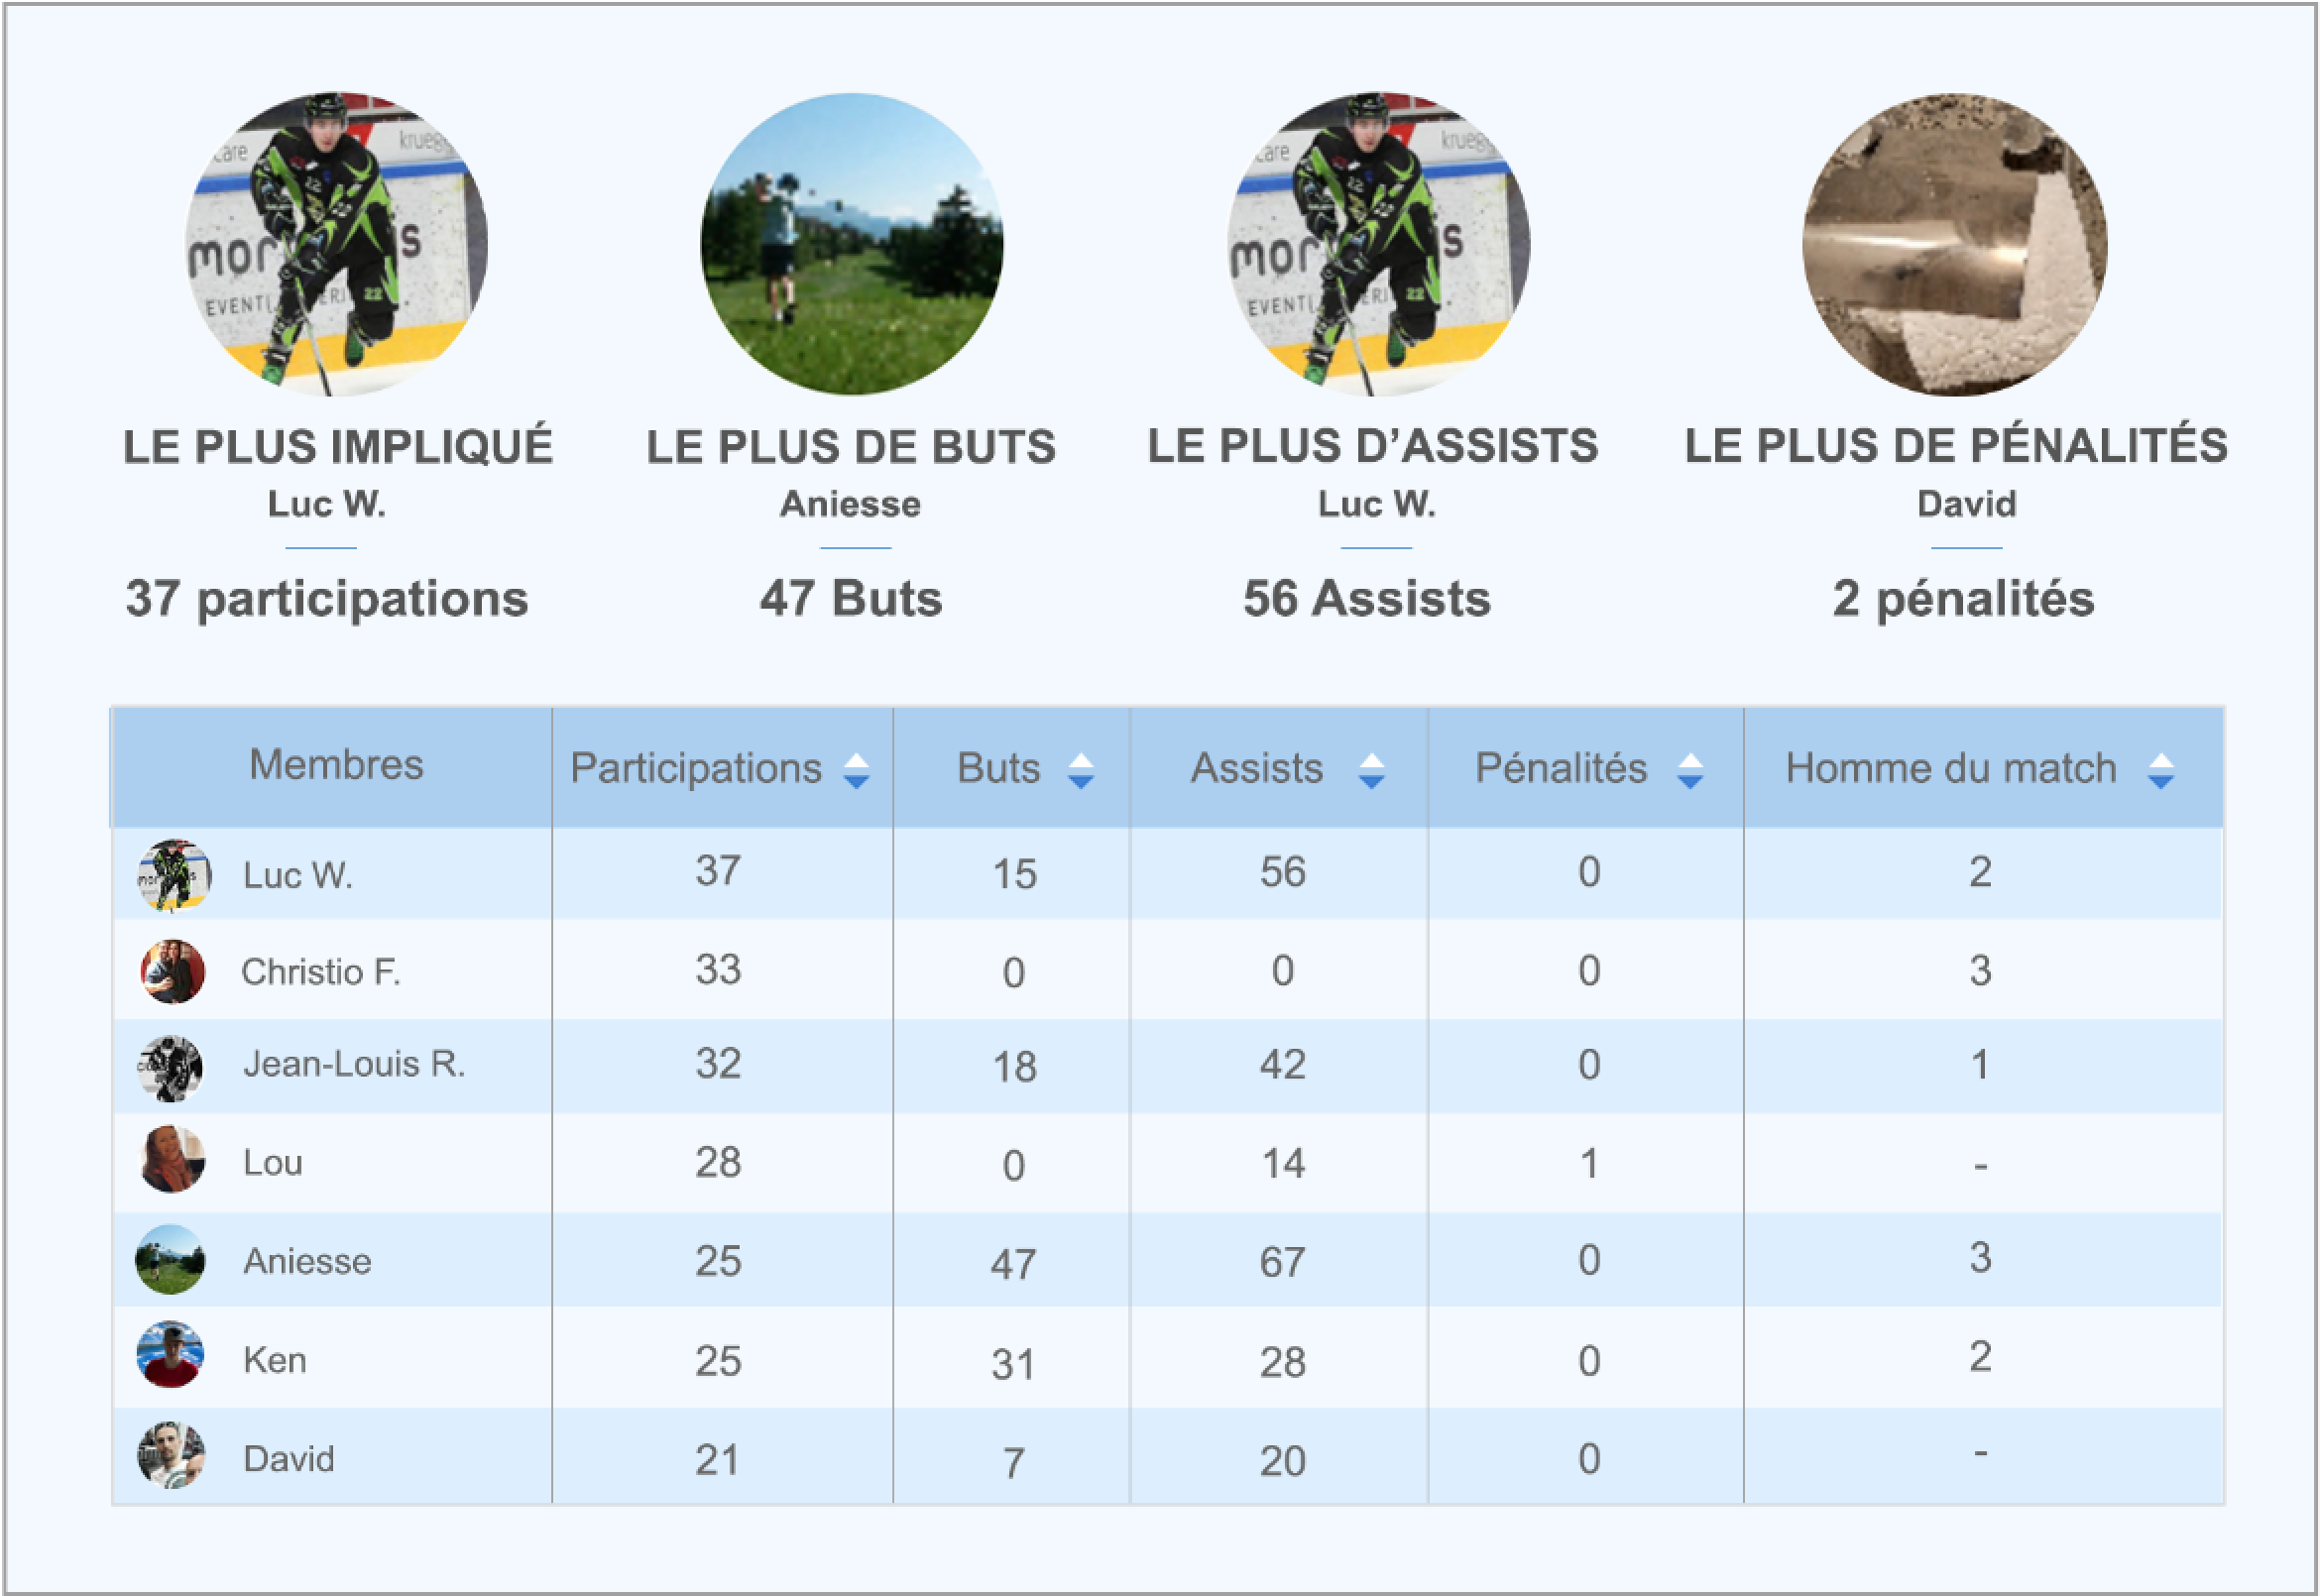 LE PLUS IMPLIQUÉ
Luc W.
37 participations
LE PLUS DE BUTS
Aniesse
47 Buts
LE PLUS D’ASSISTS
Luc W.
56 Assists
LE PLUS DE PÉNALITÉS
David
2 pénalités
Membres Participations Buts Assists Pénalités Homme du match
Luc W. 37 15 56 0 2
Christio F. 33 0 0 0 3
Jean-Louis R. 32 18 42 0 1
Lou 28 0 14 1 -
Aniesse 25 47 67 0 3
Ken 25 31 28 0 2
David 21 7 20 0 -